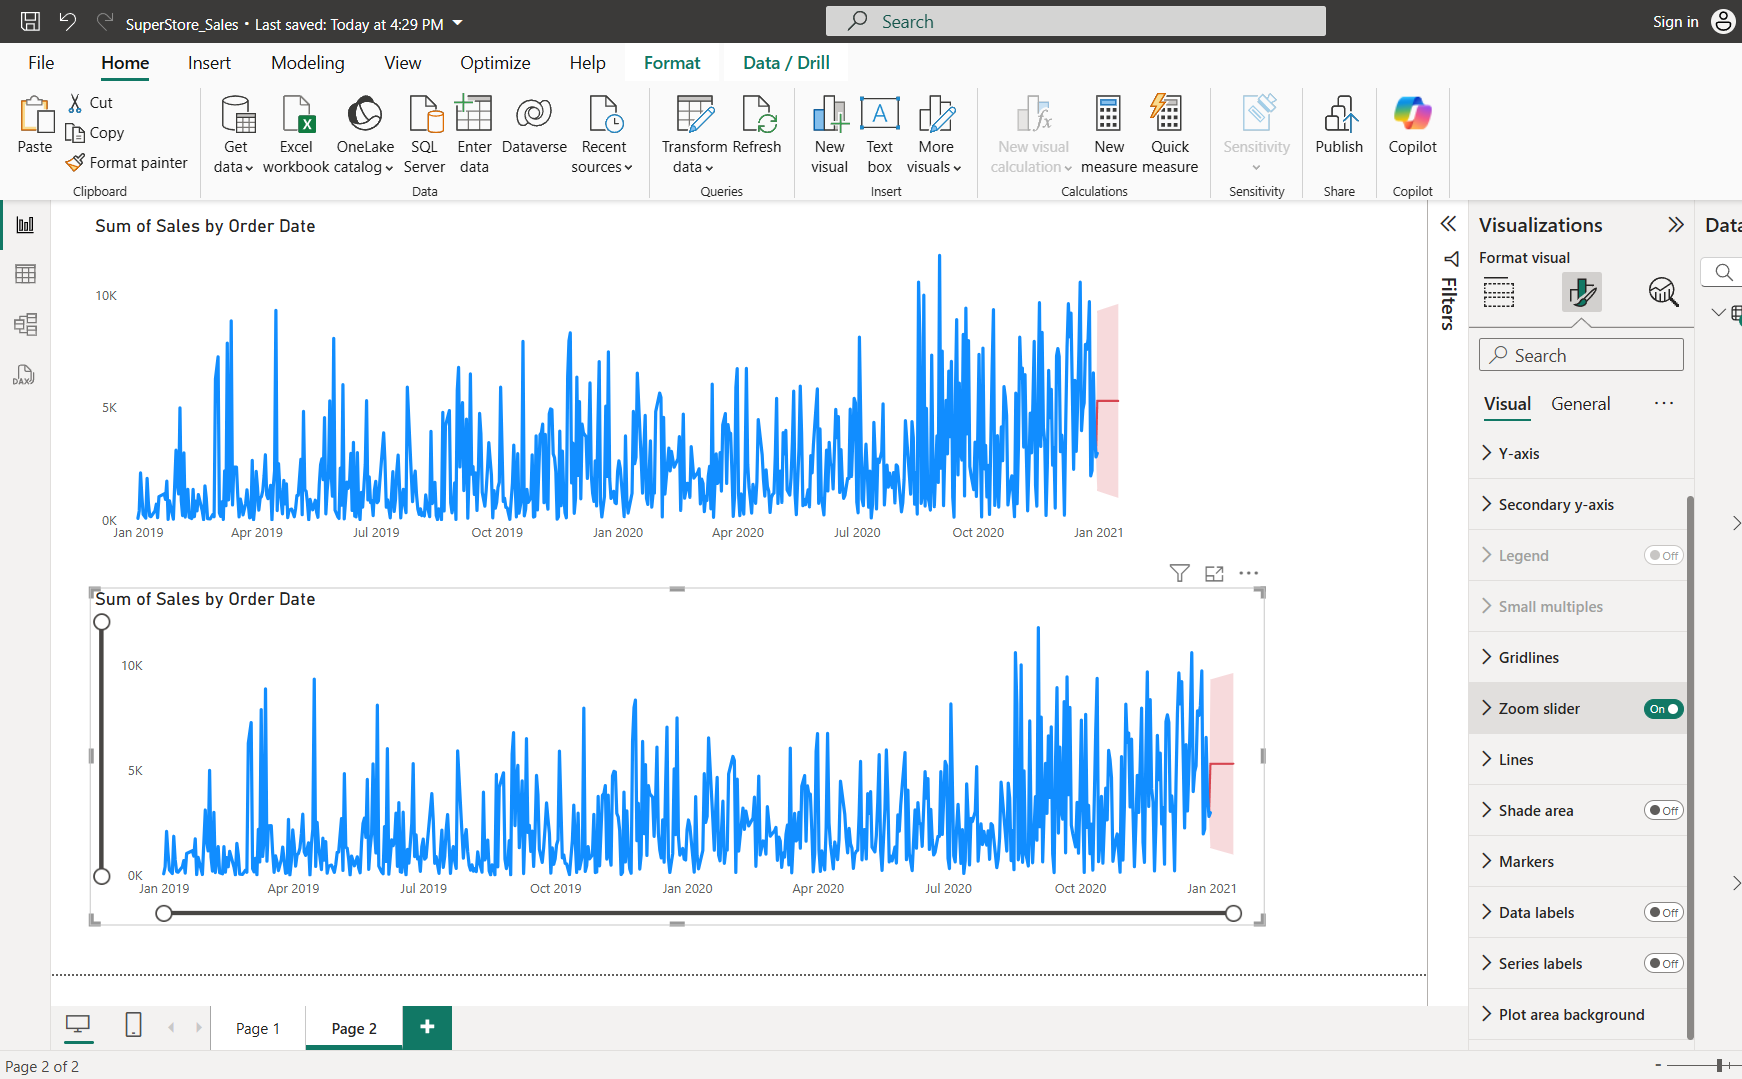 SuperStore_Sales • Last saved: Today at 4:29 PM
Search
Sign in
File Home Insert Modeling View Optimize Help Format Data / Drill
Paste
Cut
Copy
Format painter
Clipboard
Get data
Excel workbook
OneLake catalog
SQL Server
Enter data
Dataverse
Recent sources
Data
Transform data
Refresh
Queries
New visual
Text box
More visuals
Insert
New visual calculation
New measure
Quick measure
Calculations
Sensitivity
Sensitivity
Publish
Share
Copilot
Copilot
DAX
Sum of Sales by Order Date
10K
5K
0K
Jan 2019 Apr 2019 Jul 2019 Oct 2019 Jan 2020 Apr 2020 Jul 2020 Oct 2020 Jan 2021
Sum of Sales by Order Date
10K
5K
0K
Jan 2019 Apr 2019 Jul 2019 Oct 2019 Jan 2020 Apr 2020 Jul 2020 Oct 2020 Jan 2021
Filters
Visualizations
Format visual
Search
Visual General
Y-axis
Secondary y-axis
Legend Off
Small multiples
Gridlines
Zoom slider On
Lines
Shade area Off
Markers
Data labels Off
Series labels Off
Plot area background
Data
Page 1
Page 2
Page 2 of 2